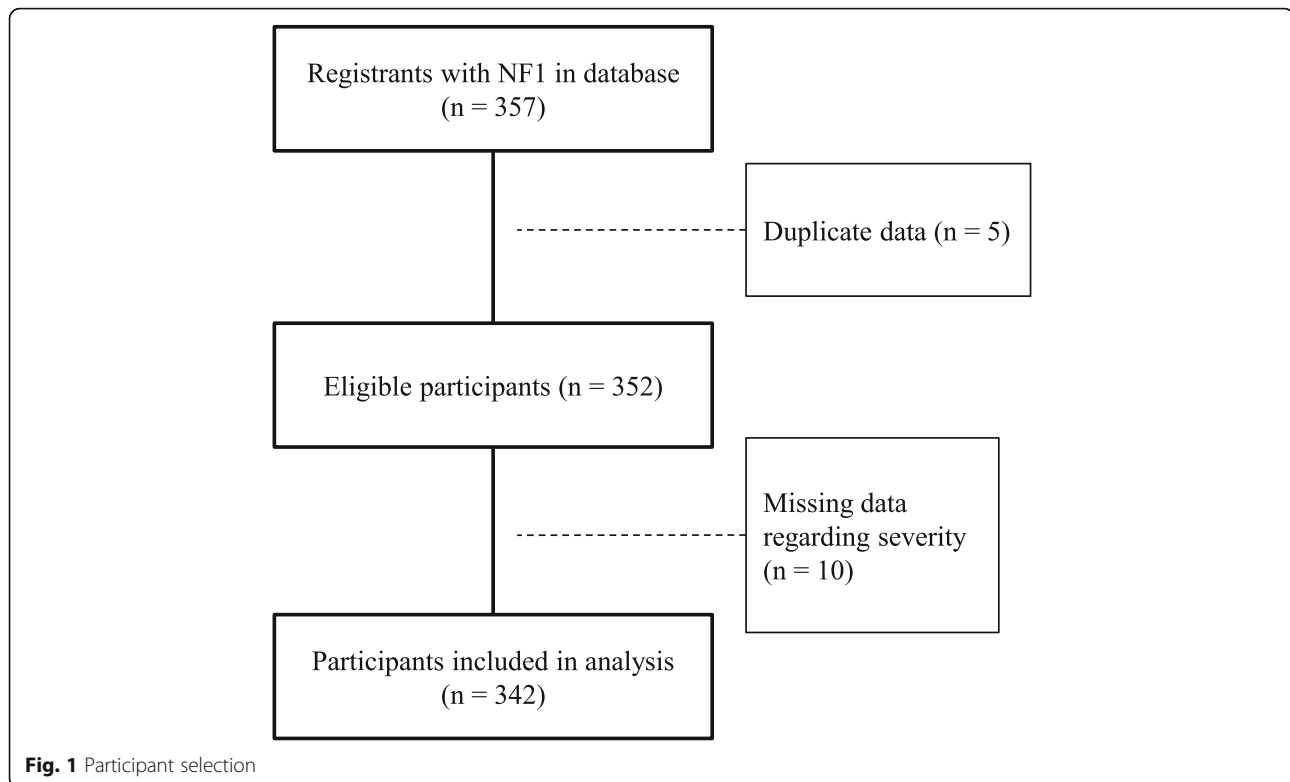 Registrants with NF1 in database
(n = 357)
Duplicate data (n = 5)
Eligible participants (n = 352)
Missing data
regarding severity
(n = 10)
Participants included in analysis
(n = 342)
Fig. 1 Participant selection